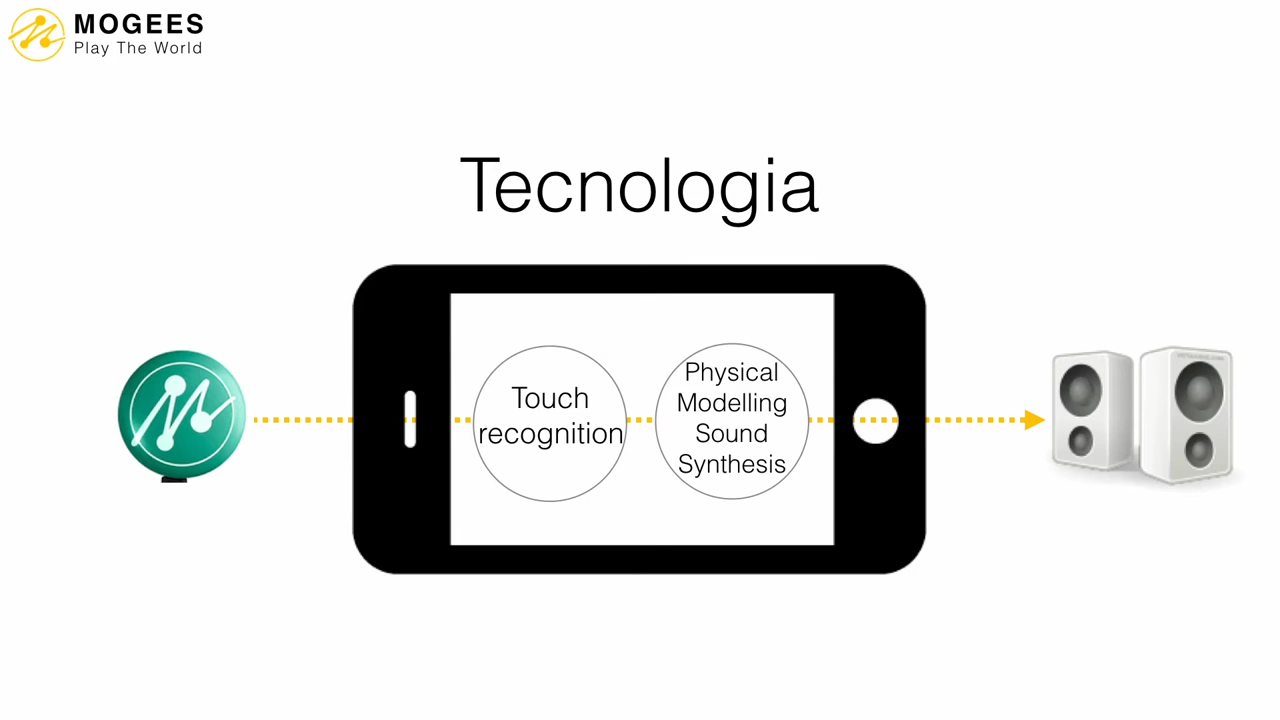 MOGEES
Play The World
Tecnologia
Touch
recognition
Physical
Modelling
Sound
Synthesis